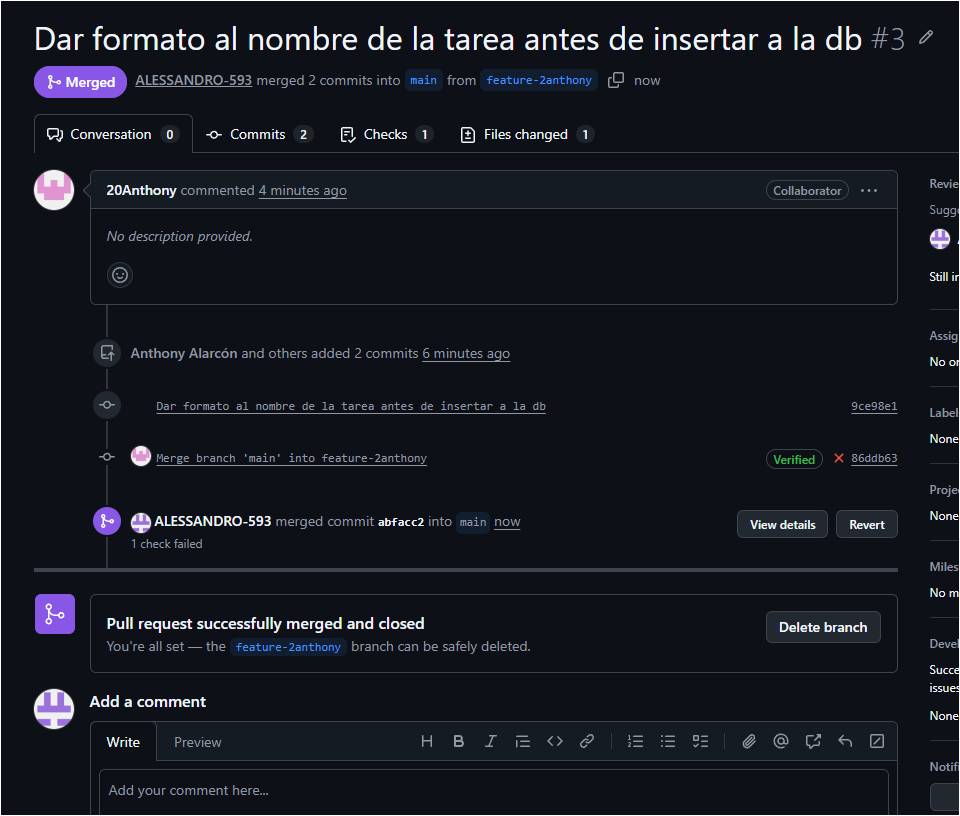 Dar formato al nombre de la tarea antes de insertar a la db #3
Merged ALESSANDRO-593 merged 2 commits into main from feature-2anthony now
Conversation 0 Commits 2 Checks 1 Files changed 1
20Anthony commented 4 minutes ago Collaborator
No description provided.
Anthony Alarcón and others added 2 commits 6 minutes ago
Dar formato al nombre de la tarea antes de insertar a la db 9ce98e1
Merge branch 'main' into feature-2anthony Verified 86ddb63
ALESSANDRO-593 merged commit abfacc2 into main now View details Revert
1 check failed
Pull request successfully merged and closed
You're all set — the feature-2anthony branch can be safely deleted.
Delete branch
Add a comment
Write Preview
Add your comment here...
Revie
Sugge
Still in
Assig
No o
Label
None
Proje
None
Miles
No m
Devel
Succe
issues
None
Notifi